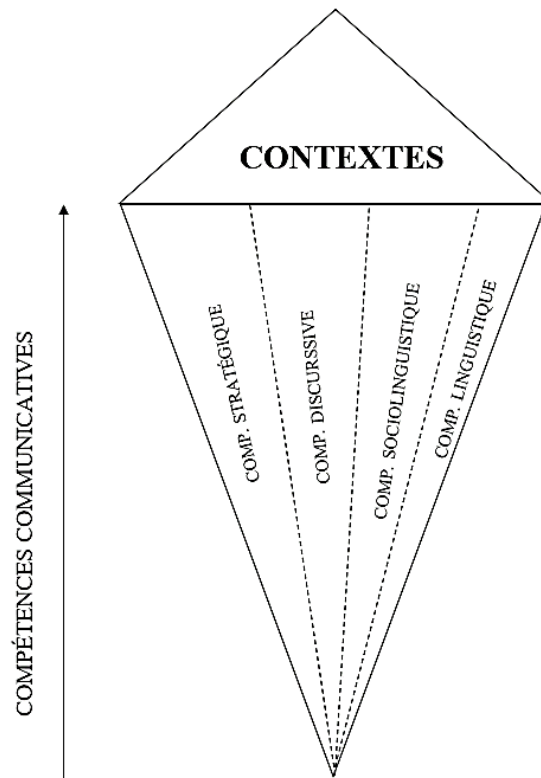 CONTEXTES
COMPÉTENCES COMMUNICATIVES
COMP. STRATÉGIQUE
COMP. DISCURSSIVE
COMP. SOCIOLINGUISTIQUE
COMP. LINGUISTIQUE